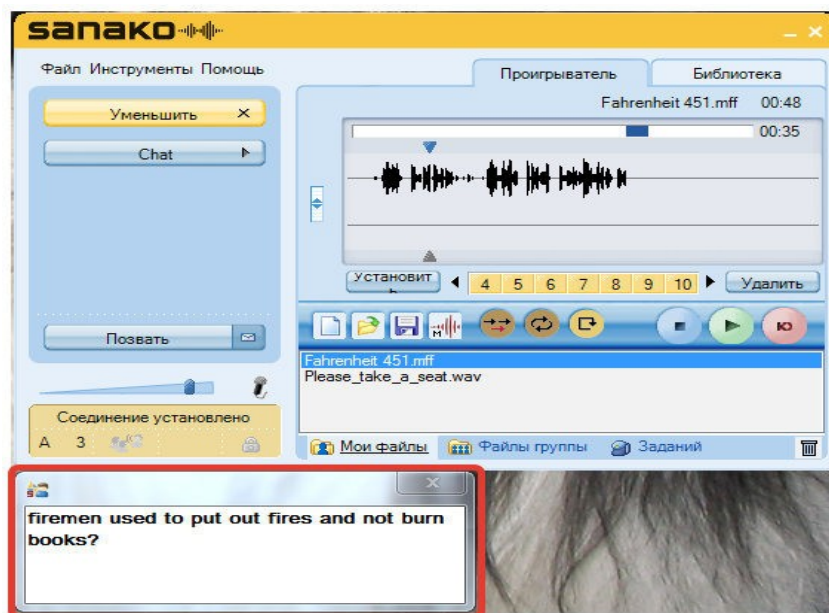 sanako
Файл Инструменты Помощь
Проигрыватель
Библиотека
Уменьшить
Chat
Fahrenheit 451.mff 00:48
00:35
Установить
4 5 6 7 8 9 10
Удалить
Позвать
M
Fahrenheit 451.mff
Please_take_a_seat.wav
Соединение установлено
A 3
Мои файлы
Файлы группы
Заданий
firemen used to put out fires and not burn
books?